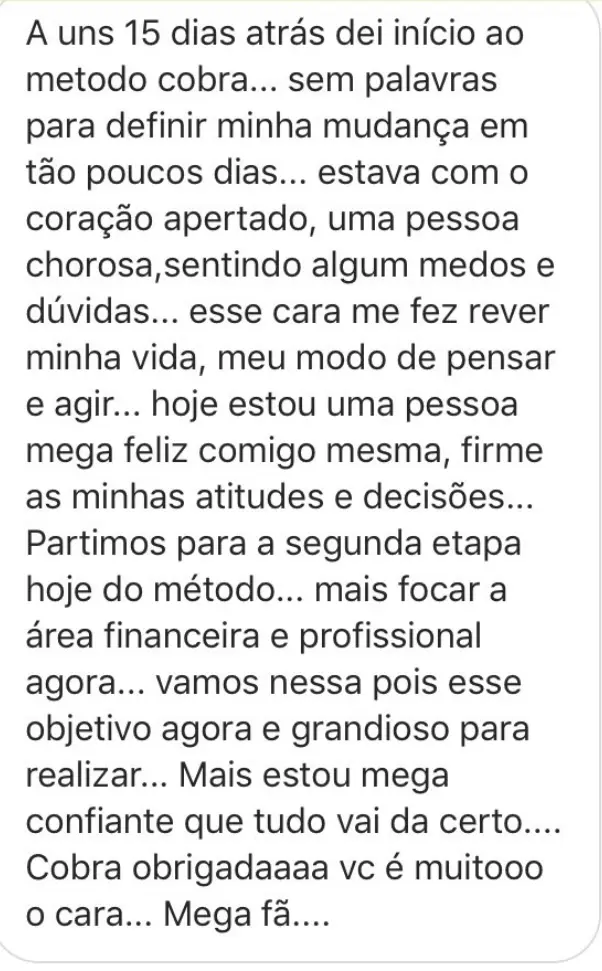 A uns 15 dias atrás dei início ao
metodo cobra... sem palavras
para definir minha mudança em
tão poucos dias... estava com o
coração apertado, uma pessoa
chorosa,sentindo algum medos e
dúvidas... esse cara me fez rever
minha vida, meu modo de pensar
e agir... hoje estou uma pessoa
mega feliz comigo mesma, firme
as minhas atitudes e decisões...
Partimos para a segunda etapa
hoje do método... mais focar a
área financeira e profissional
agora... vamos nessa pois esse
objetivo agora e grandioso para
realizar... Mais estou mega
confiante que tudo vai da certo....
Cobra obrigadaaaa vc é muitooo
o cara... Mega fã....